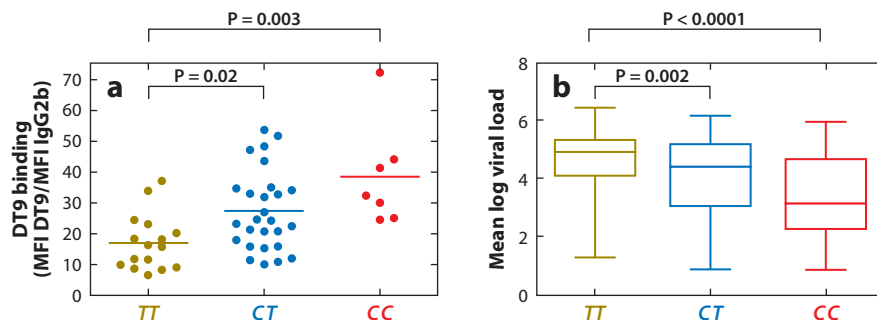 P = 0.003
P = 0.02
a
DT9 binding
(MFI DT9/MFI IgG2b)
70
60
50
40
30
20
10
0
TT
CT
CC
P < 0.0001
P = 0.002
b
Mean log viral load
8
6
4
2
0
TT
CT
CC